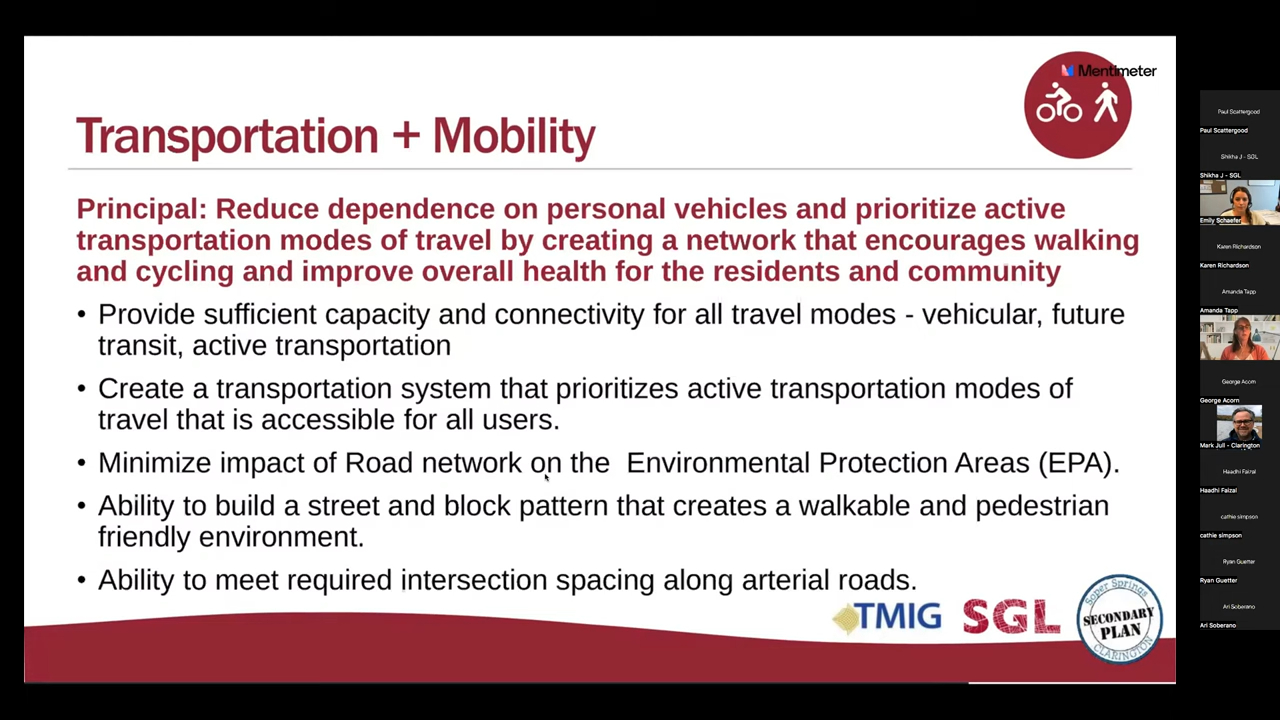 Mentimeter
Transportation + Mobility
Principal: Reduce dependence on personal vehicles and prioritize active
transportation modes of travel by creating a network that encourages walking
and cycling and improve overall health for the residents and community
• Provide sufficient capacity and connectivity for all travel modes - vehicular, future
transit, active transportation
• Create a transportation system that prioritizes active transportation modes of
travel that is accessible for all users.
• Minimize impact of Road network on the  Environmental Protection Areas (EPA).
• Ability to build a street and block pattern that creates a walkable and pedestrian
friendly environment.
• Ability to meet required intersection spacing along arterial roads.
TMIG
SGL
Soper Springs
SECONDARY
PLAN
CLARINGTON
Paul Scattergood
Paul Scattergood
Shikha J - SGL
Shikha J - SGL
Emily Schaefer
Karen Richardson
Karen Richardson
Amanda Tapp
Amanda Tapp
George Acorn
George Acorn
Mark Jull - Clarington
Haadhi Faizal
Haadhi Faizal
cathie simpson
cathie simpson
Ryan Guetter
Ryan Guetter
Ari Soberano
Ari Soberano